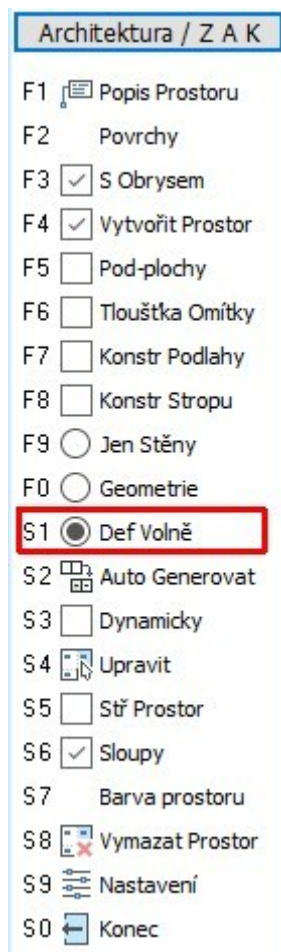 Architektura / Z A K
F1 Popis Prostoru
F2 Povrchy
F3 S Obrysem
F4 Vytvořit Prostor
F5 Pod-plochy
F6 Tloušťka Omítky
F7 Konstr Podlahy
F8 Konstr Stropu
F9 Jen Stěny
F0 Geometrie
S1 Def Volně
S2 Auto Generovat
S3 Dynamicky
S4 Upravit
S5 Stř Prostor
S6 Sloupy
S7 Barva prostoru
S8 Vymazat Prostor
S9 Nastavení
S0 Konec